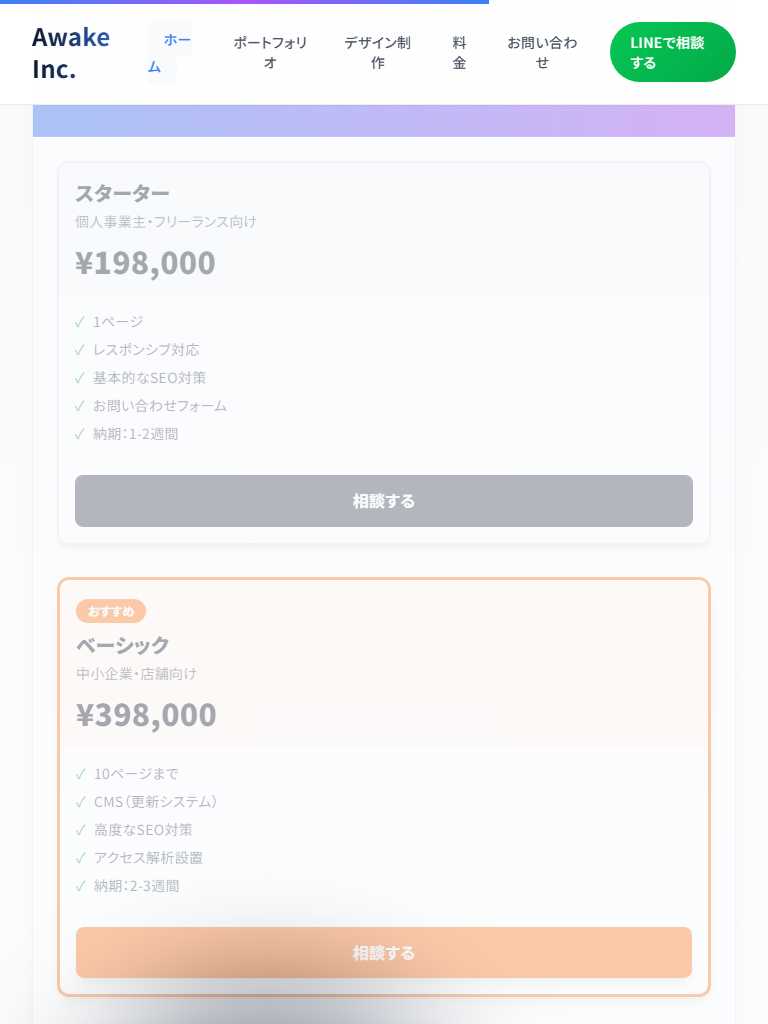 Awake
Inc.
ホー
ム
ポートフォリ
オ
デザイン制
作
料
金
お問い合わ
せ
LINEで相談
する
スターター
個人事業主・フリーランス向け
¥198,000
✓ 1ページ
✓ レスポンシブ対応
✓ 基本的なSEO対策
✓ お問い合わせフォーム
✓ 納期：1-2週間
相談する
おすすめ
ベーシック
中小企業・店舗向け
¥398,000
✓ 10ページまで
✓ CMS（更新システム）
✓ 高度なSEO対策
✓ アクセス解析設置
✓ 納期：2-3週間
相談する